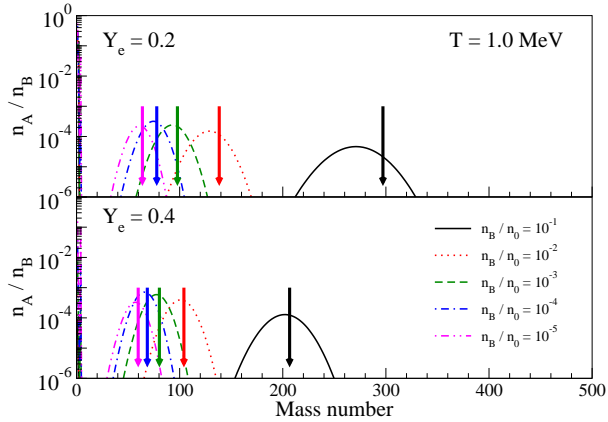 Y_e = 0.2
T = 1.0 MeV
10^0
10^-2
10^-4
10^-6
n_A / n_B
Y_e = 0.4
10^-2
10^-4
10^-6
n_A / n_B
n_B / n_0 = 10^-1
n_B / n_0 = 10^-2
n_B / n_0 = 10^-3
n_B / n_0 = 10^-4
n_B / n_0 = 10^-5
0 100 200 300 400 500
Mass number